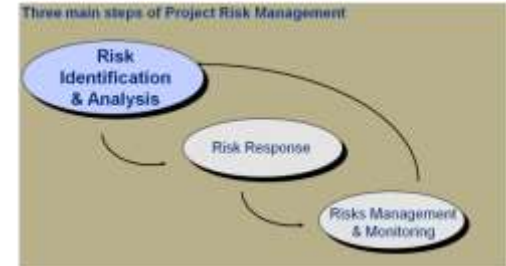 Three main steps of Project Risk Management
Risk
Identification
& Analysis
Risk Response
Risks Management
& Monitoring